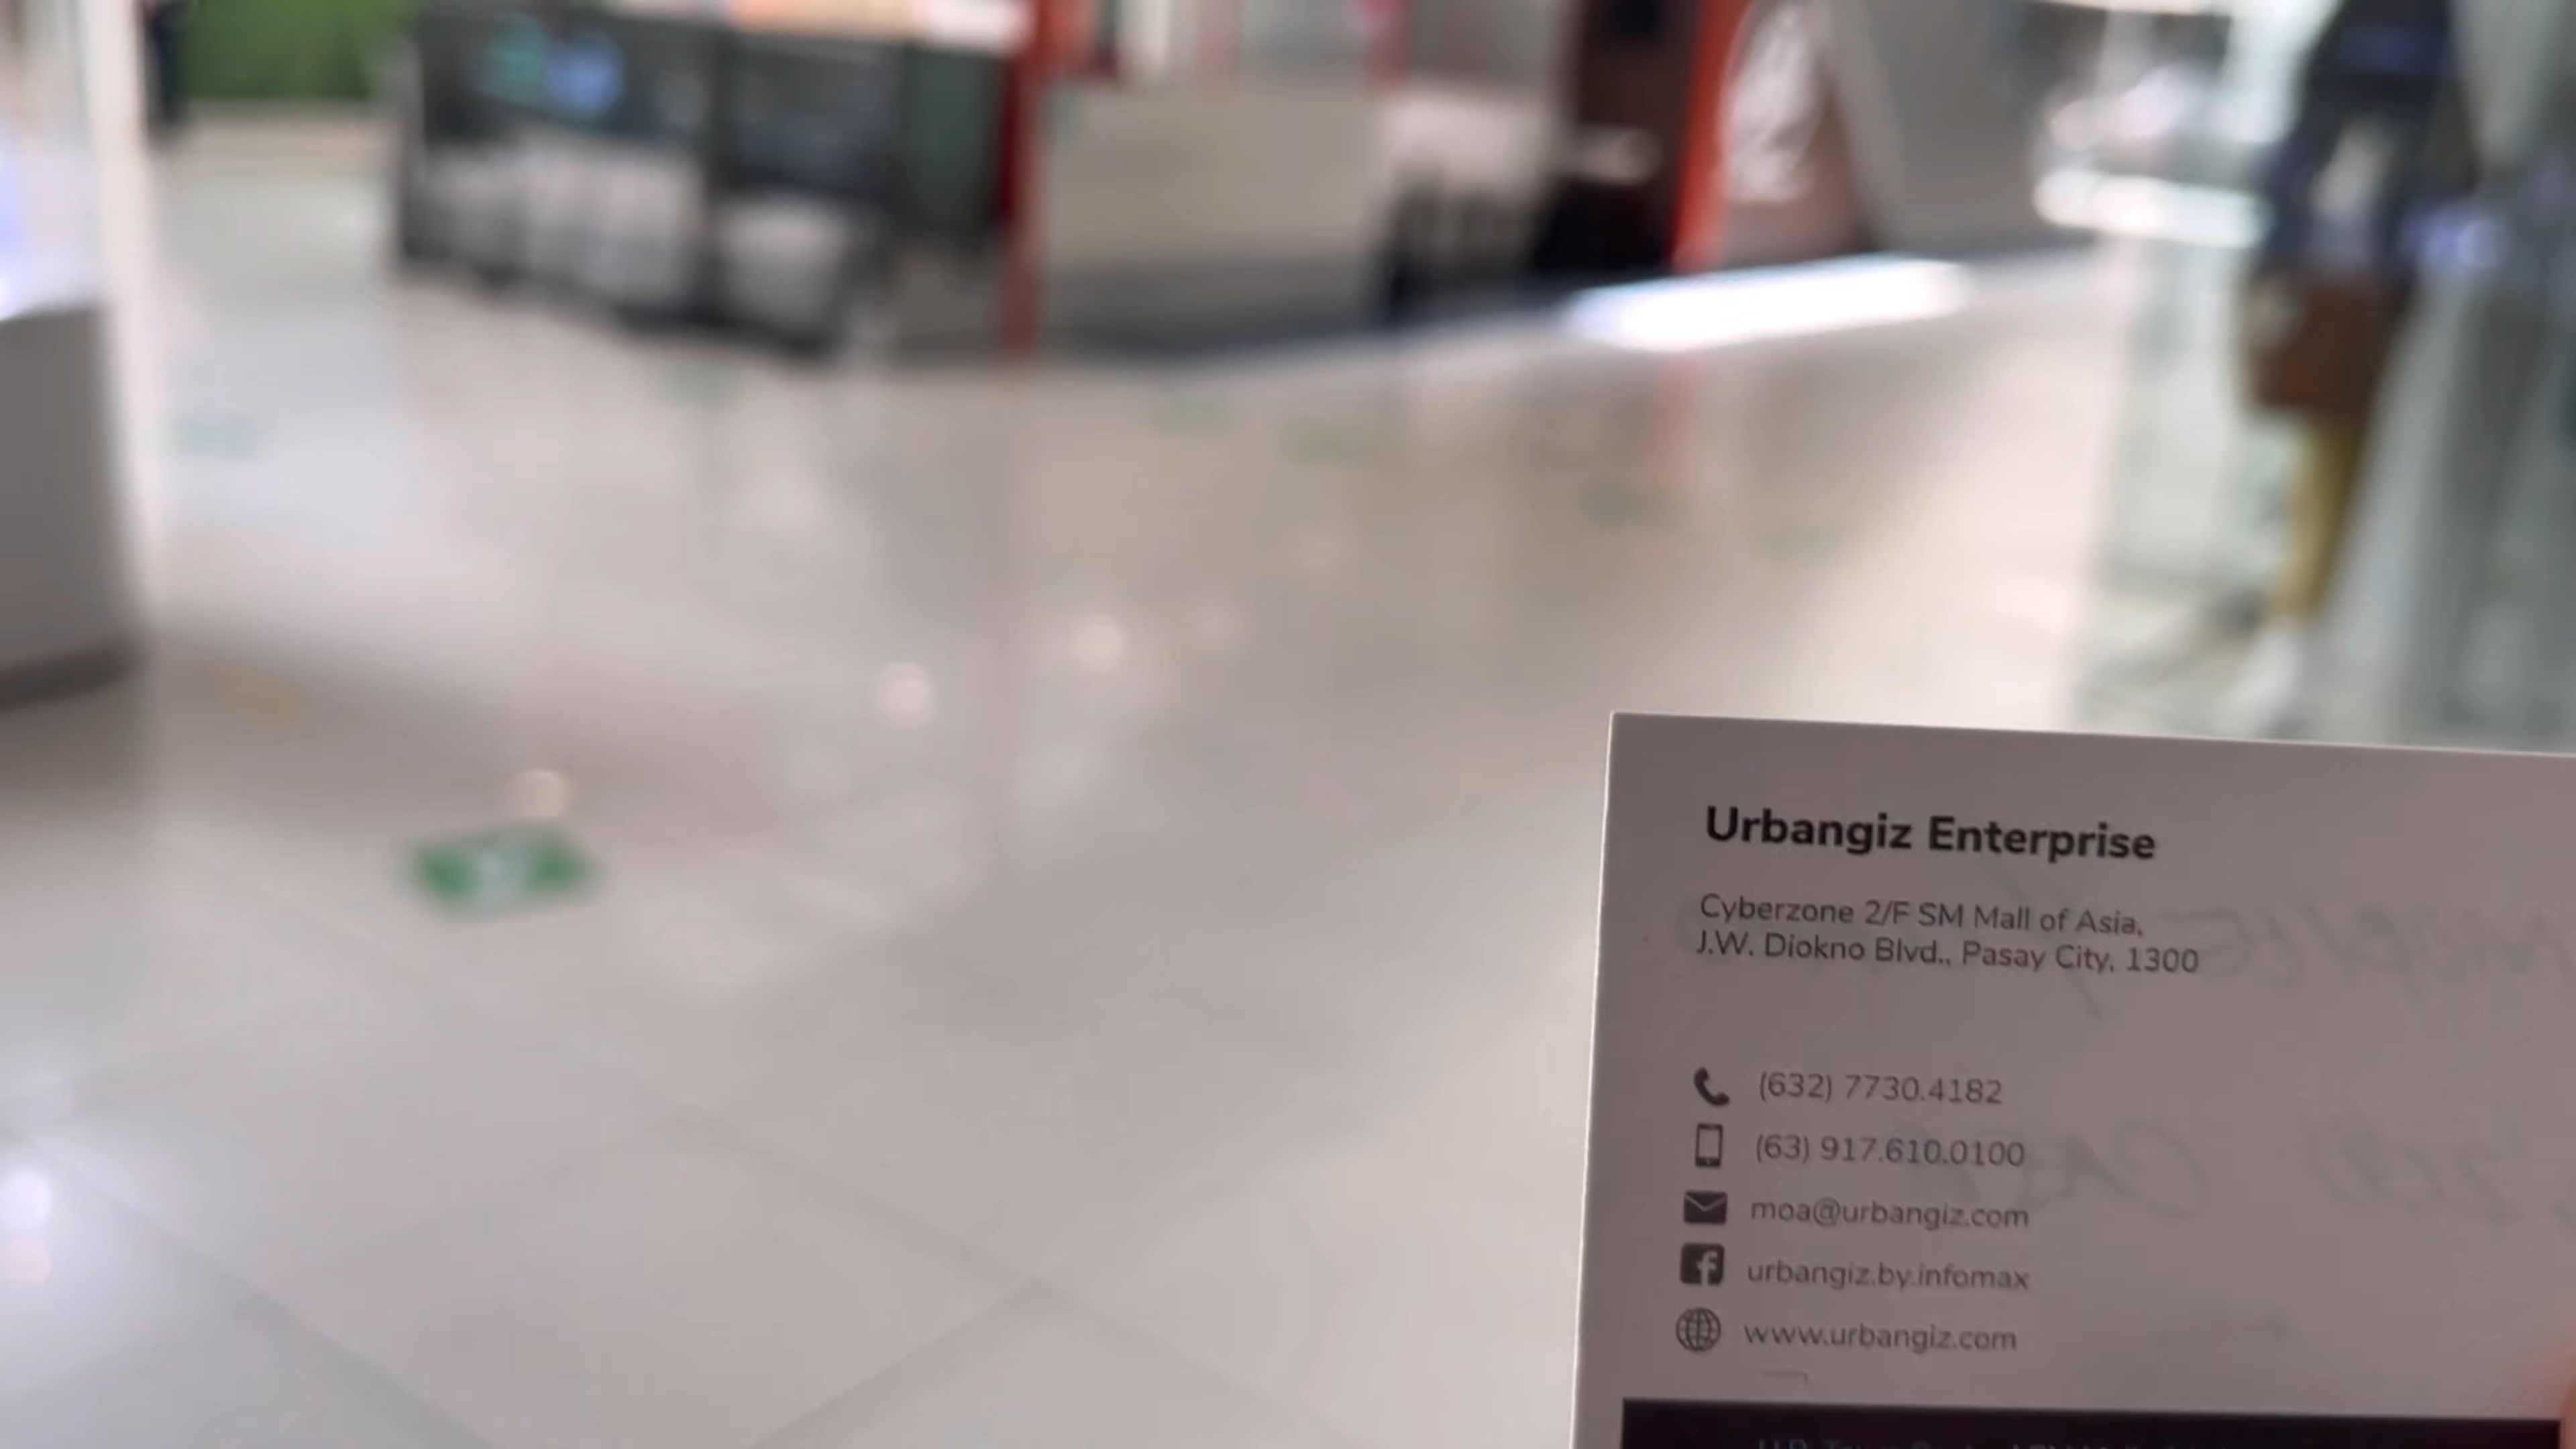 Urbangiz Enterprise
Cyberzone 2/F SM Mall of Asia,
J.W. Diokno Blvd., Pasay City, 1300
(632) 7730.4182
(63) 917.610.0100
moa@urbangiz.com
urbangiz.by.infomax
www.urbangiz.com